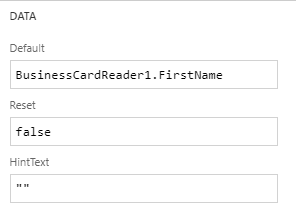 DATA
Default
BusinessCardReader1.FirstName
Reset
false
HintText
""